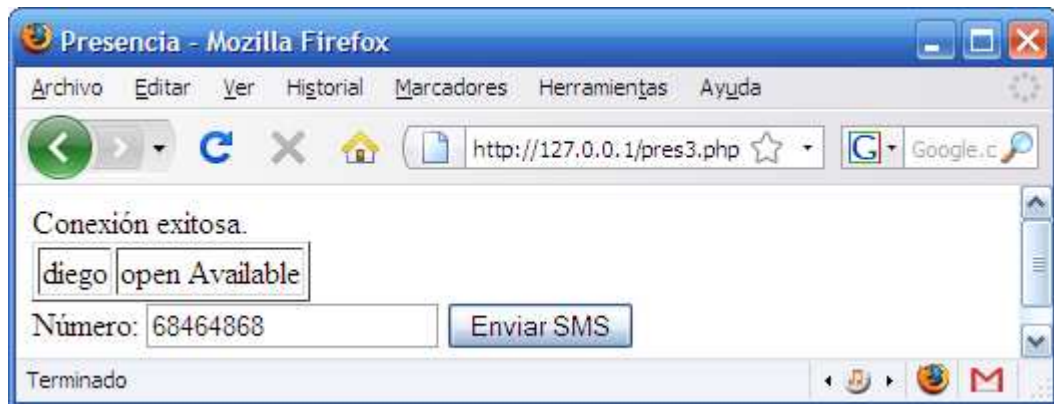 Presencia - Mozilla Firefox
Archivo Editar Ver Historial Marcadores Herramientas Ayuda
http://127.0.0.1/pres3.php G Google.c
Conexión exitosa.
diego open Available
Número: 68464868 Enviar SMS
Terminado